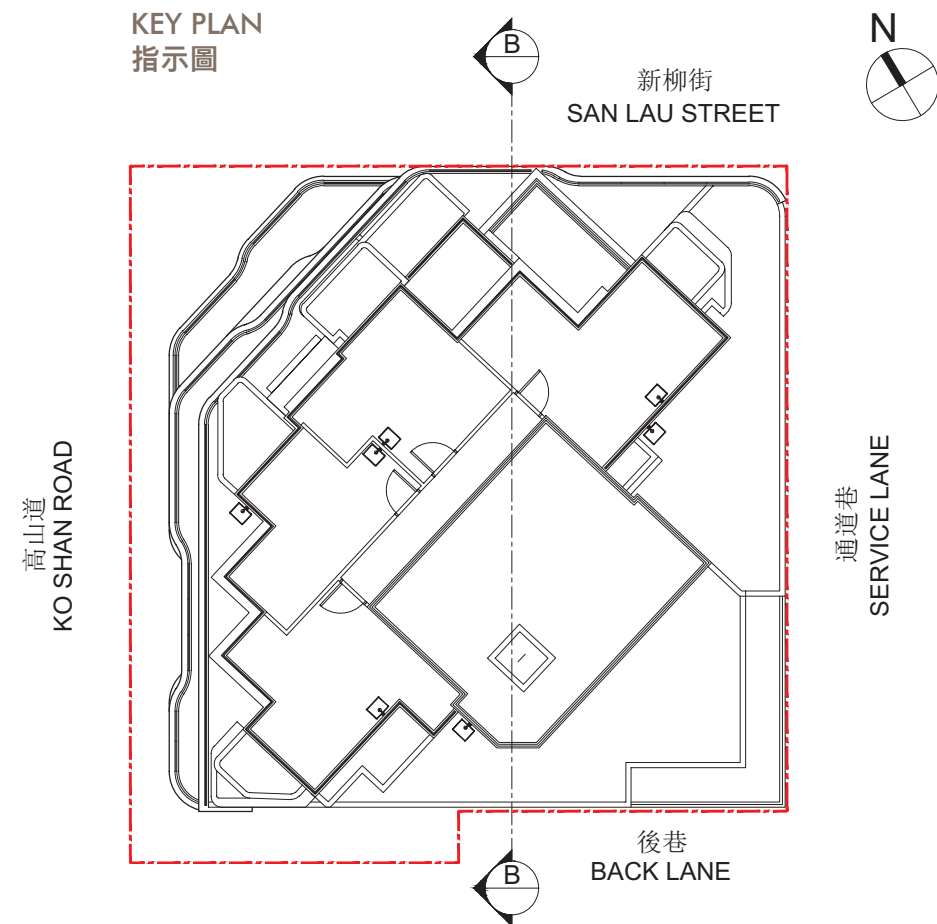 KEY PLAN
指示圖
B
N
新柳街
SAN LAU STREET
高山道
KO SHAN ROAD
通道巷
SERVICE LANE
後巷
BACK LANE
B